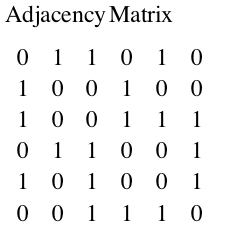 Adjacency Matrix
0 1 1 0 1 0
1 0 0 1 0 0
1 0 0 1 1 1
0 1 1 0 0 1
1 0 1 0 0 1
0 0 1 1 1 0